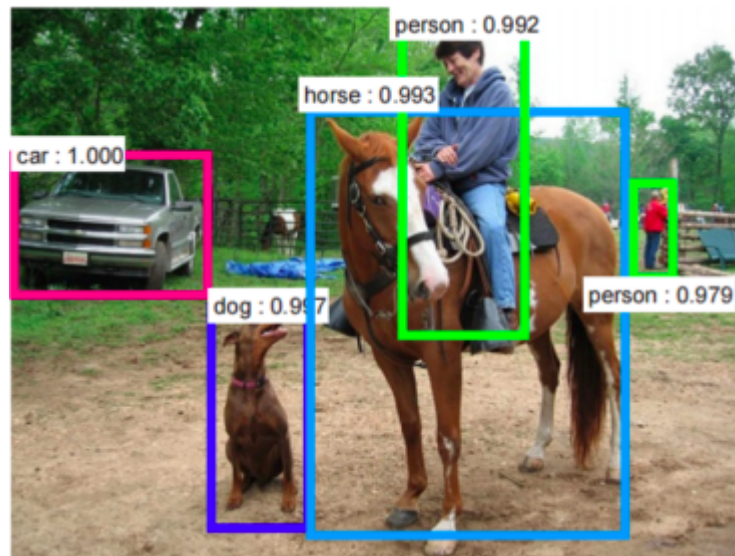 person : 0.992
horse : 0.993
car : 1.000
dog : 0.997
person : 0.979